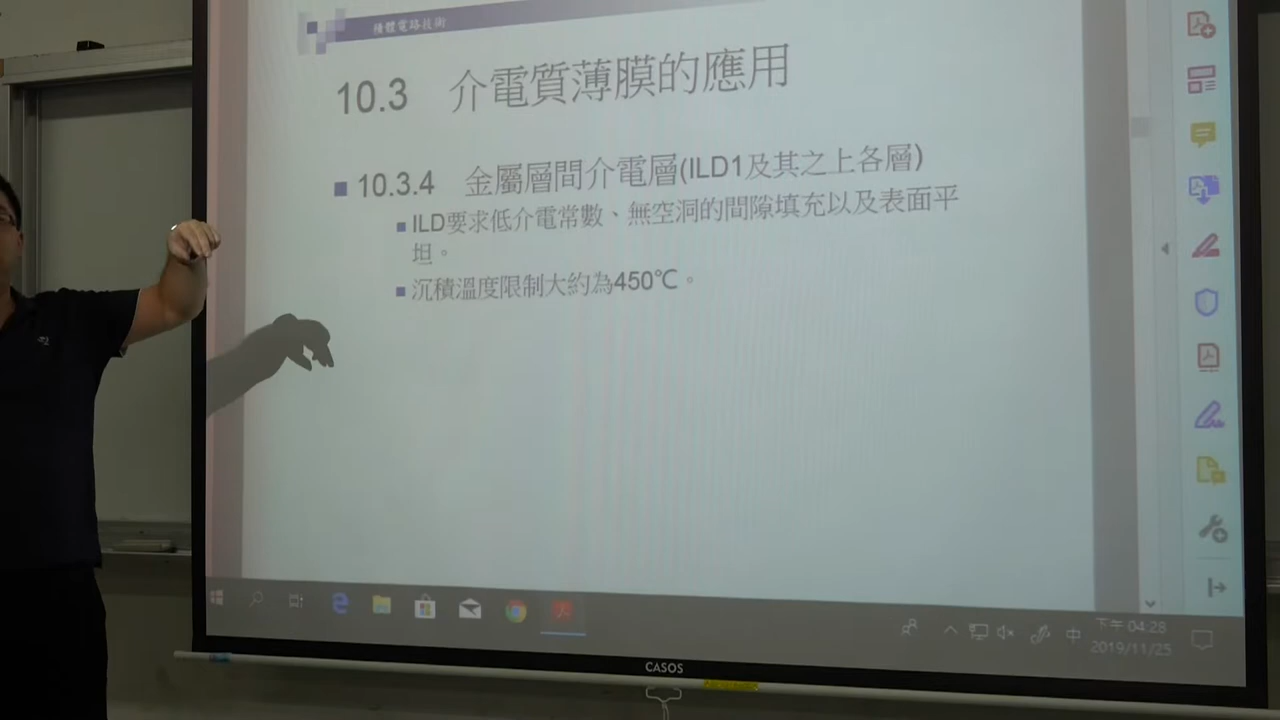 積體電路技術
10.3 介電質薄膜的應用
10.3.4 金屬層間介電層(ILD1及其之上各層)
ILD要求低介電常數、無空洞的間隙填充以及表面平
坦。
沉積溫度限制大約為450℃。
中
下午 04:28
2019/11/25
CASOS